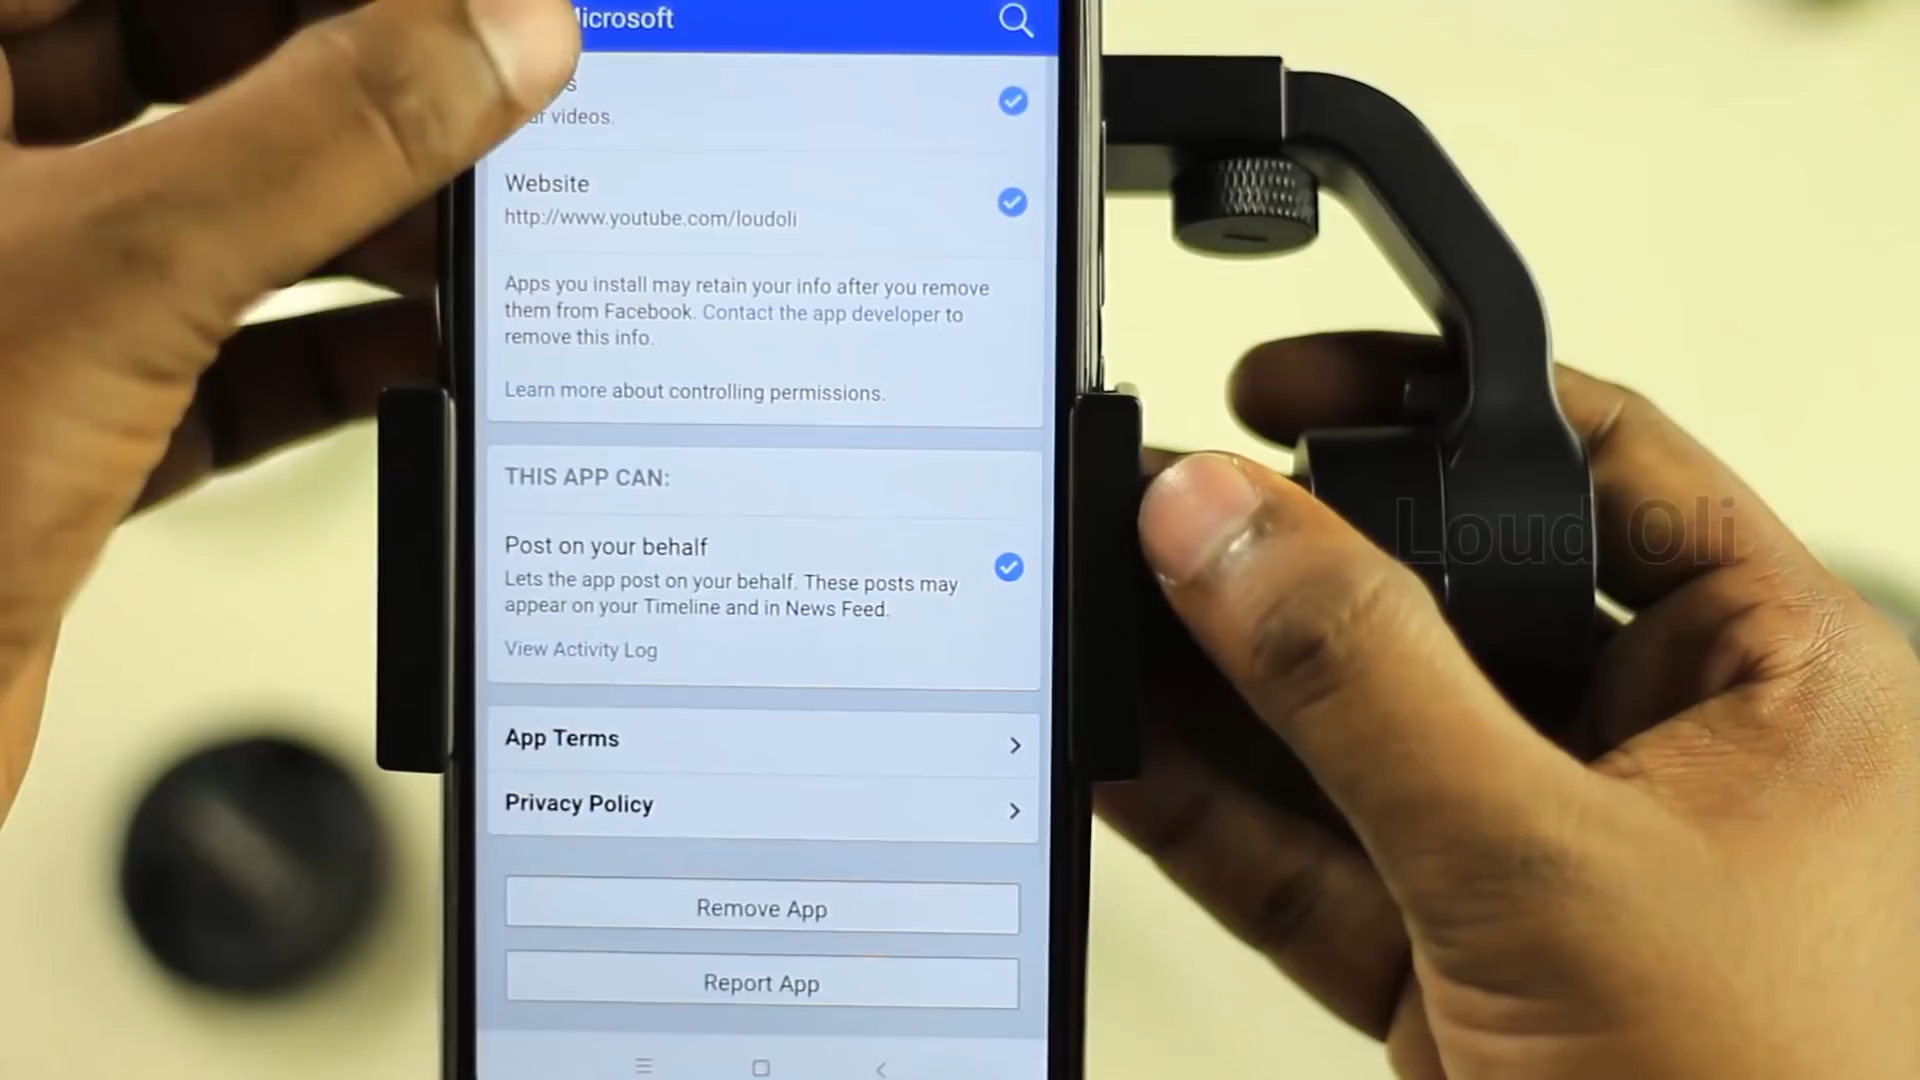 icrosoft
videos.
Website
http://www.youtube.com/loudoli
Apps you install may retain your info after you remove
them from Facebook. Contact the app developer to
remove this info.
Learn more about controlling permissions.
THIS APP CAN:
Post on your behalf
Lets the app post on your behalf. These posts may
appear on your Timeline and in News Feed.
View Activity Log
App Terms
Privacy Policy
Remove App
Report App
Loud Oli